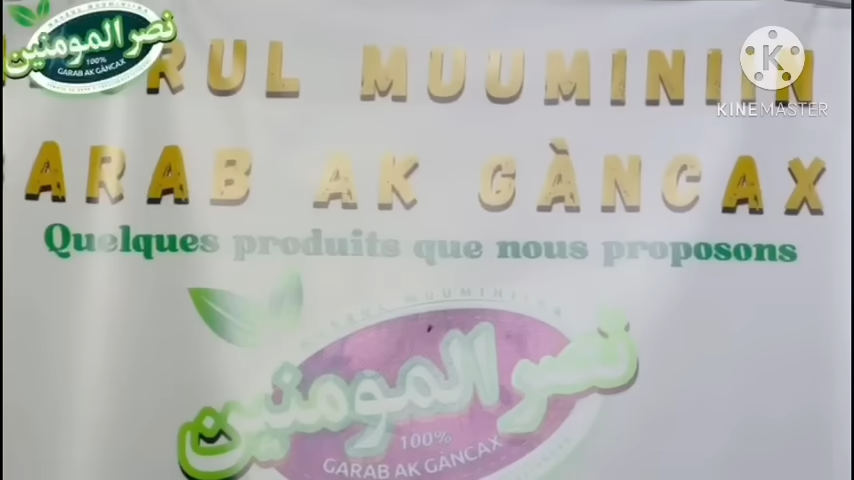 نصر المومنين
100%
GARAB AK GÀNCAX
KINEMASTER
RUL MUUMINIIN
ARAB AK GÀNCAX
Quelques produits que nous proposons
نصر المومنين
100%
GARAB AK GÀNCAX